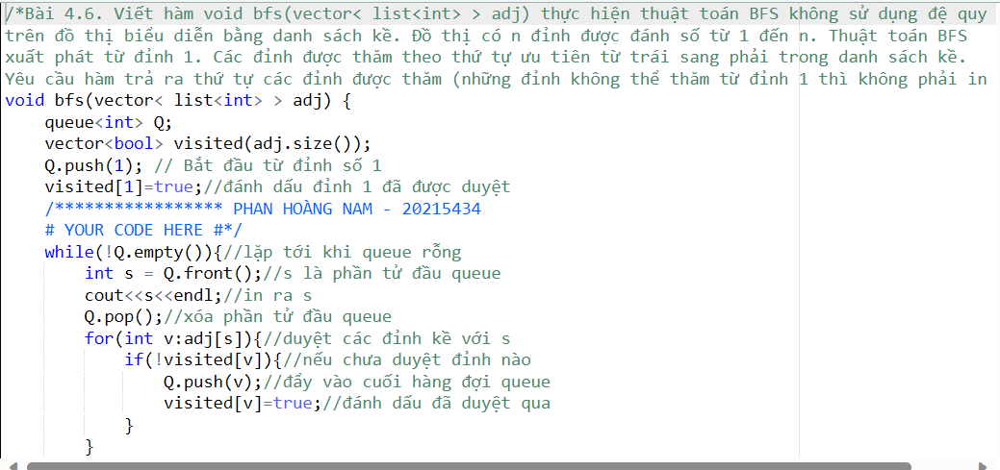 /*Bài 4.6. Viết hàm void bfs(vector< list<int> > adj) thực hiện thuật toán BFS không sử dụng đệ quy
trên đồ thị biểu diễn bằng danh sách kề. Đồ thị có n đỉnh được đánh số từ 1 đến n. Thuật toán BFS
xuất phát từ đỉnh 1. Các đỉnh được thăm theo thứ tự ưu tiên từ trái sang phải trong danh sách kề.
Yêu cầu hàm trả ra thứ tự các đỉnh được thăm (những đỉnh không thể thăm từ đỉnh 1 thì không phải in
void bfs(vector< list<int> > adj) {
    queue<int> Q;
    vector<bool> visited(adj.size());
    Q.push(1); // Bắt đầu từ đỉnh số 1
    visited[1]=true;//đánh dấu đỉnh 1 đã được duyệt
    /***************** PHAN HOÀNG NAM - 20215434
    # YOUR CODE HERE #*/
    while(!Q.empty()){//lặp tới khi queue rỗng
        int s = Q.front();//s là phần tử đầu queue
        cout<<s<<endl;//in ra s
        Q.pop();//xóa phần tử đầu queue
        for(int v:adj[s]){//duyệt các đỉnh kề với s
            if(!visited[v]){//nếu chưa duyệt đỉnh nào
                Q.push(v);//đẩy vào cuối hàng đợi queue
                visited[v]=true;//đánh dấu đã duyệt qua
            }
        }